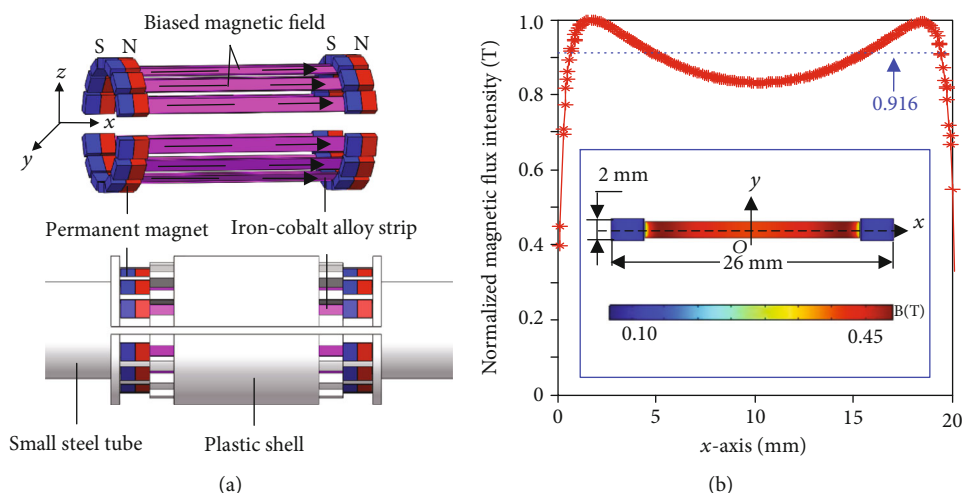 Biased magnetic field
S N
S N
z
x
y
Permanent magnet
Iron-cobalt alloy strip
Small steel tube
Plastic shell
(a)
Normalized magnetic flux intensity (T)
1.0
0.8
0.6
0.4
0.2
0
0 5 10 15 20
x-axis (mm)
0.916
2 mm
y
x
O
26 mm
B(T)
0.10 0.45
(b)